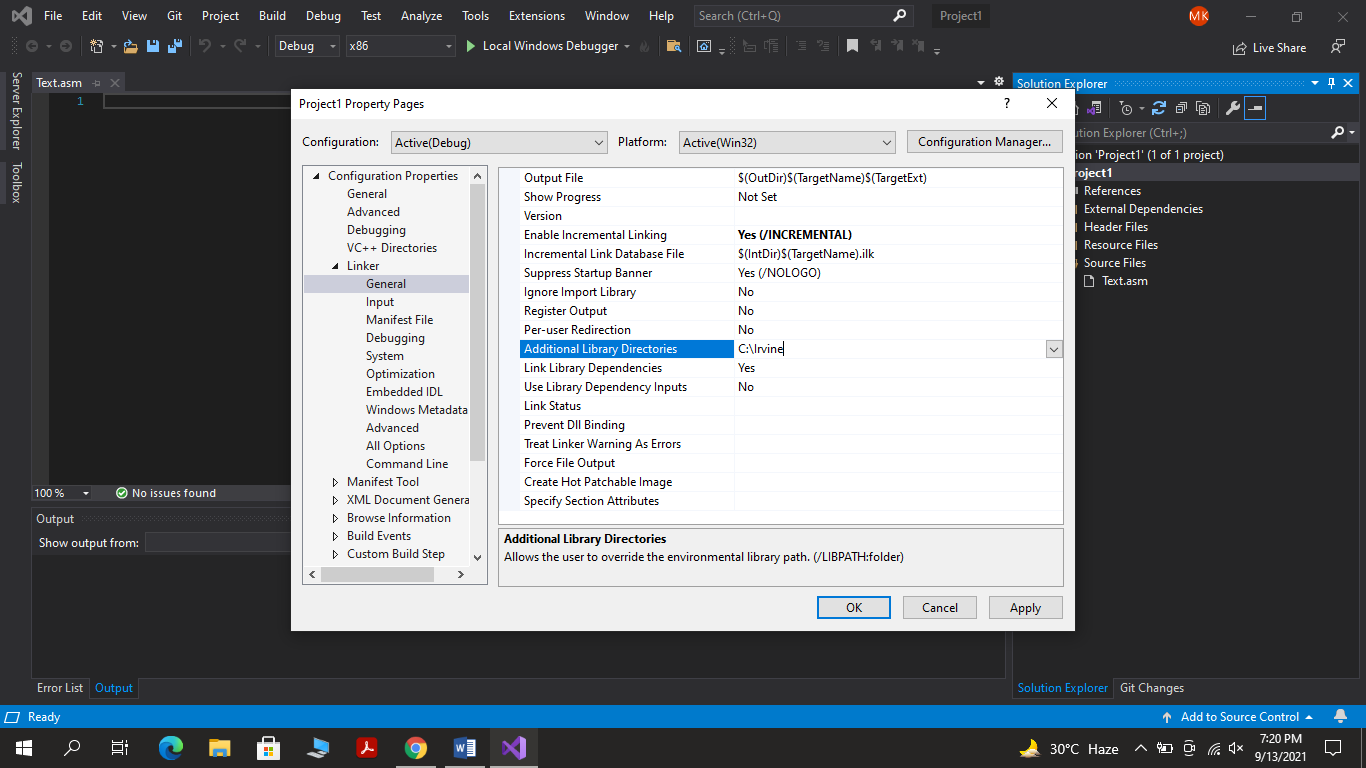 File Edit View Git Project Build Debug Test Analyze Tools Extensions Window Help Search (Ctrl+Q) Project1 MK
Debug x86 Local Windows Debugger Live Share
Server Explorer
Toolbox
Text.asm
1
100 % No issues found
Output
Show output from:
Error List Output
Project1 Property Pages ?
Configuration: Active(Debug) Platform: Active(Win32) Configuration Manager...
Configuration Properties
General
Advanced
Debugging
VC++ Directories
Linker
General
Input
Manifest File
Debugging
System
Optimization
Embedded IDL
Windows Metadata
Advanced
All Options
Command Line
Manifest Tool
XML Document Genera
Browse Information
Build Events
Custom Build Step
Output File $(OutDir)$(TargetName)$(TargetExt)
Show Progress Not Set
Version
Enable Incremental Linking Yes (/INCREMENTAL)
Incremental Link Database File $(IntDir)$(TargetName).ilk
Suppress Startup Banner Yes (/NOLOGO)
Ignore Import Library No
Register Output No
Per-user Redirection No
Additional Library Directories C:\Irvine
Link Library Dependencies Yes
Use Library Dependency Inputs No
Link Status
Prevent Dll Binding
Treat Linker Warning As Errors
Force File Output
Create Hot Patchable Image
Specify Section Attributes
Additional Library Directories
Allows the user to override the environmental library path. (/LIBPATH:folder)
OK Cancel Apply
Solution Explorer
ution Explorer (Ctrl+;)
ion 'Project1' (1 of 1 project)
roject1
References
External Dependencies
Header Files
Resource Files
Source Files
Text.asm
Solution Explorer Git Changes
Ready Add to Source Control
30°C Haze 7:20 PM
9/13/2021